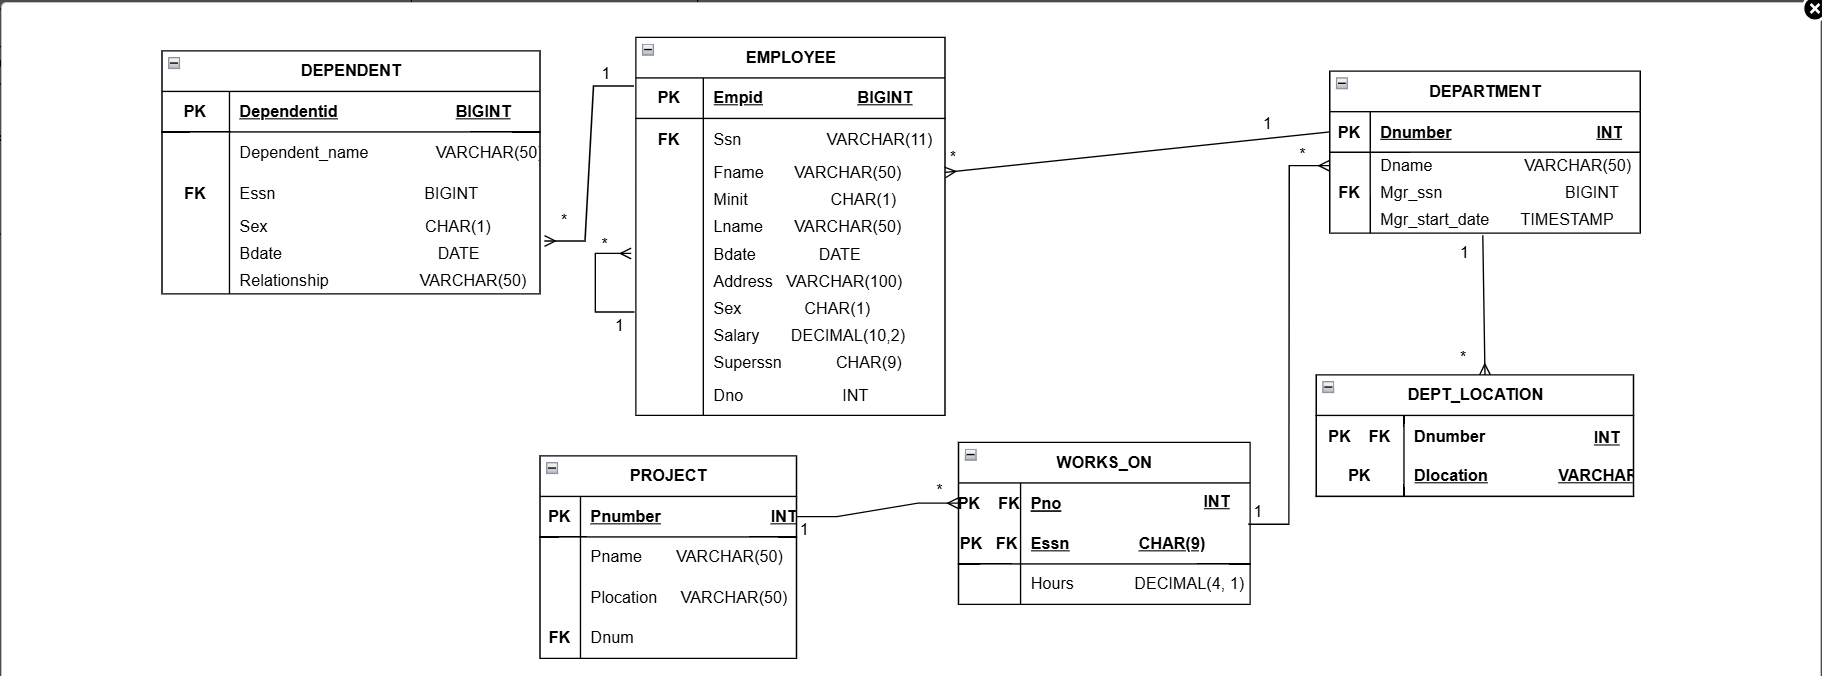 DEPENDENT
PK Dependentid BIGINT
Dependent_name VARCHAR(50)
FK Essn BIGINT
Sex CHAR(1)
Bdate DATE
Relationship VARCHAR(50)
1
*
*
1
EMPLOYEE
PK Empid BIGINT
FK Ssn VARCHAR(11)
Fname VARCHAR(50)
Minit CHAR(1)
Lname VARCHAR(50)
Bdate DATE
Address VARCHAR(100)
Sex CHAR(1)
Salary DECIMAL(10,2)
Superssn CHAR(9)
Dno INT
*
1
*
DEPARTMENT
PK Dnumber INT
Dname VARCHAR(50)
FK Mgr_ssn BIGINT
Mgr_start_date TIMESTAMP
1
*
DEPT_LOCATION
PK FK Dnumber INT
PK Dlocation VARCHAR
PROJECT
PK Pnumber INT
Pname VARCHAR(50)
Plocation VARCHAR(50)
FK Dnum
1
*
WORKS_ON
PK FK Pno INT
PK FK Essn CHAR(9)
Hours DECIMAL(4, 1)
1